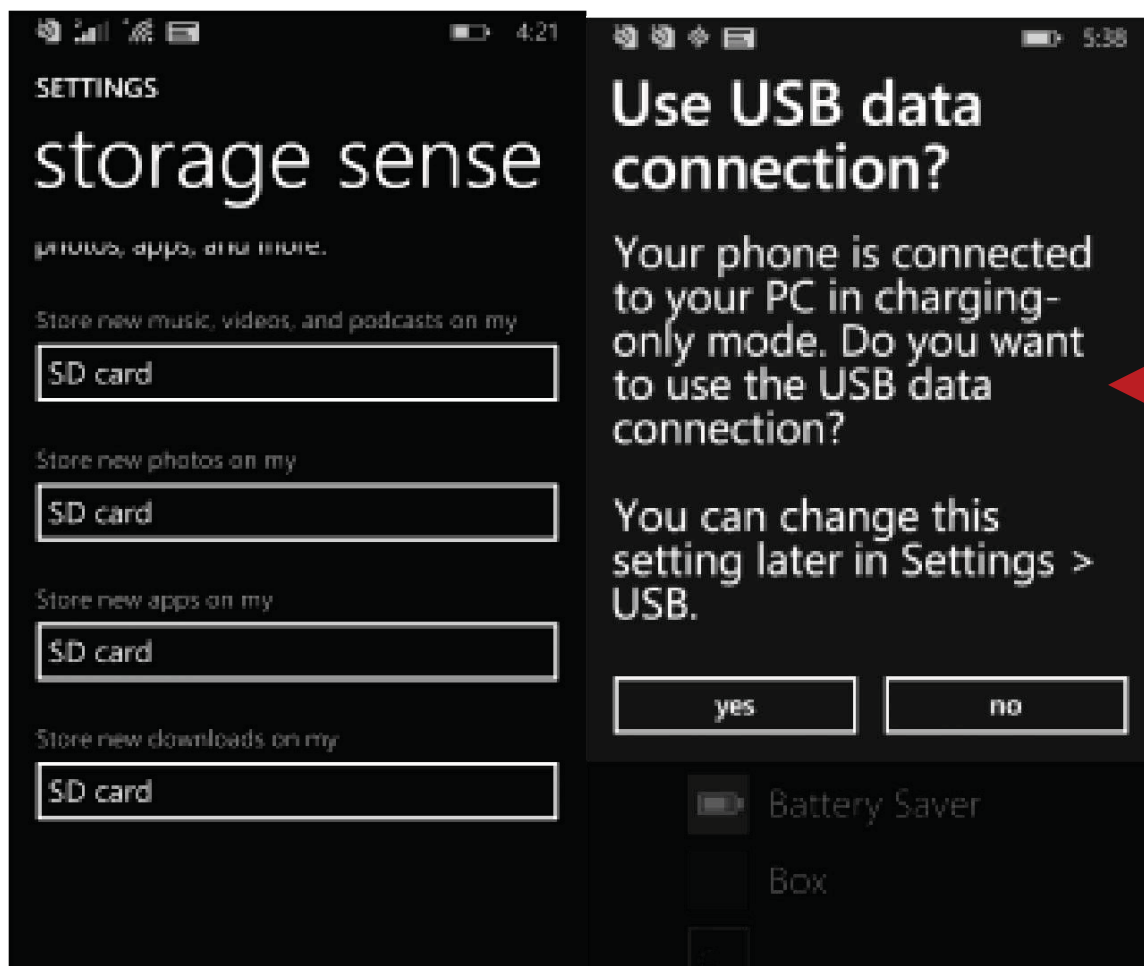 4:21
SETTINGS
storage sense
photos, apps, and more.
Store new music, videos, and podcasts on my
SD card
Store new photos on my
SD card
Store new apps on my
SD card
Store new downloads on my
SD card
5:38
Use USB data
connection?
Your phone is connected
to your PC in charging-
only mode. Do you want
to use the USB data
connection?
You can change this
setting later in Settings >
USB.
yes no
Battery Saver
Box